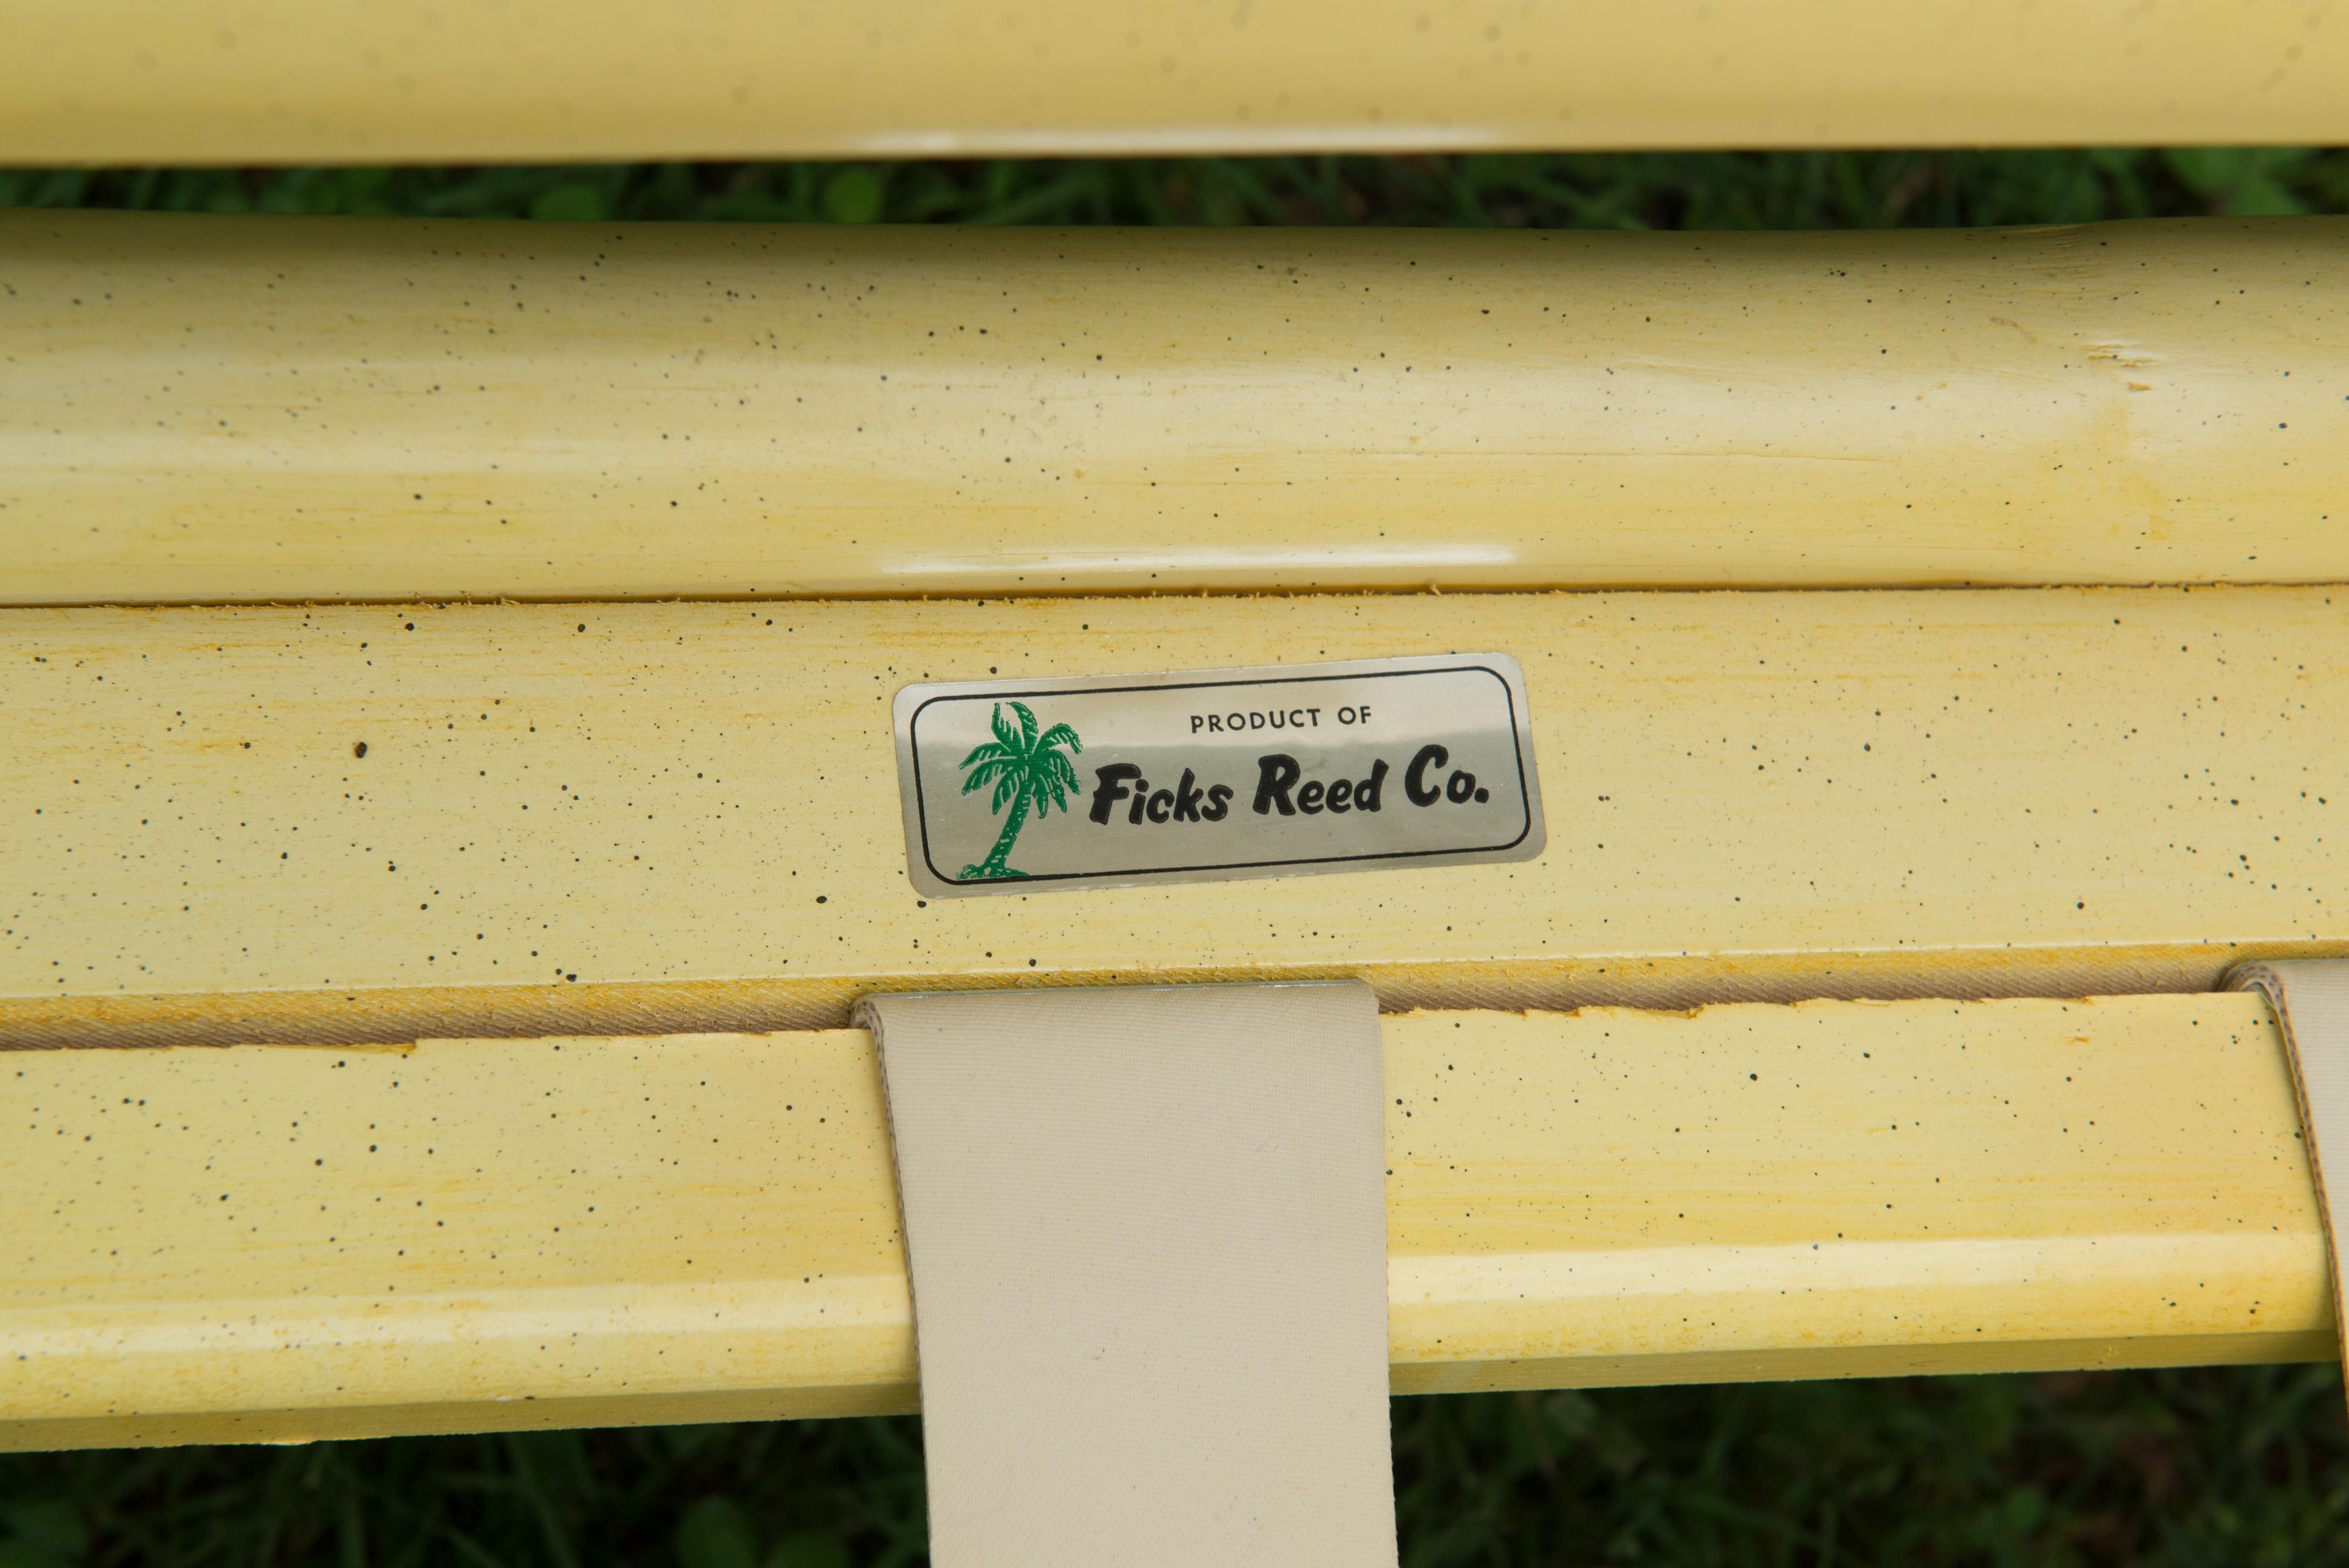 PRODUCT OF
Ficks Reed Co.